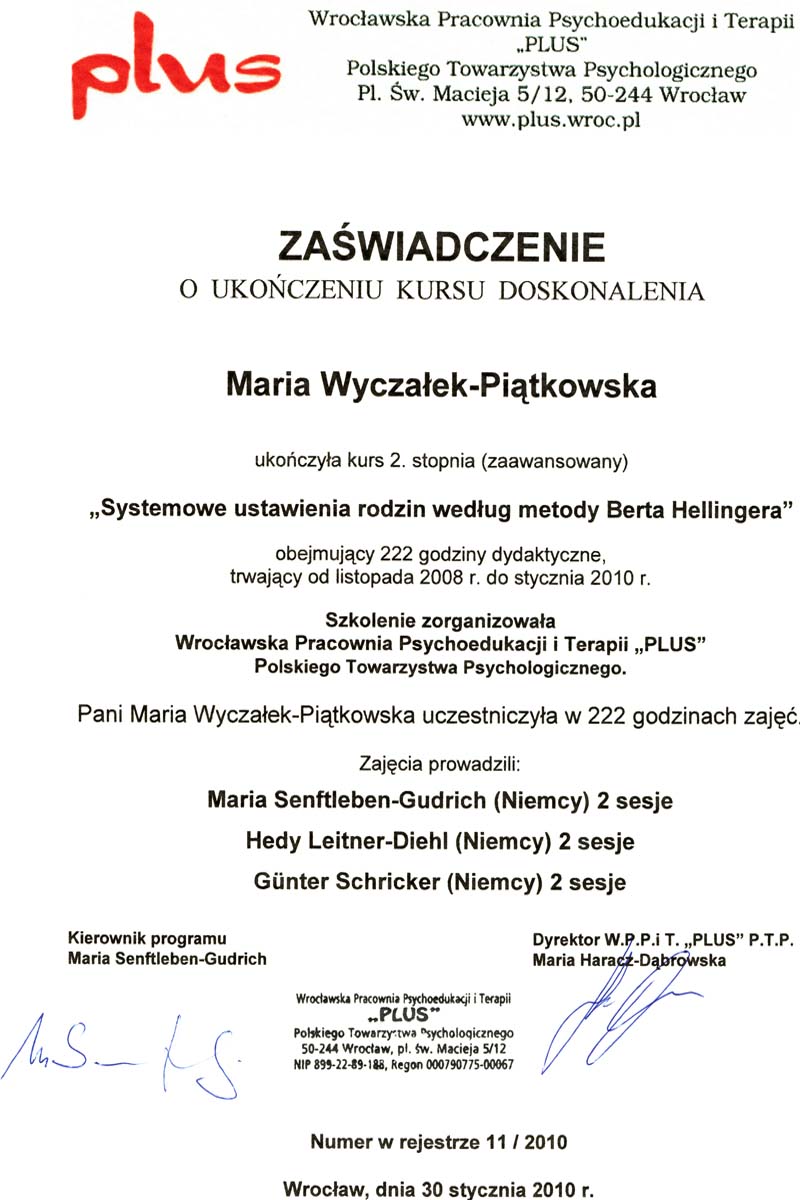 plus
Wrocławska Pracownia Psychoedukacji i Terapii
„PLUS”
Polskiego Towarzystwa Psychologicznego
Pl. Św. Macieja 5/12, 50-244 Wrocław
www.plus.wroc.pl
ZAŚWIADCZENIE
O UKOŃCZENIU KURSU DOSKONALENIA
Maria Wyczałek-Piątkowska
ukończyła kurs 2. stopnia (zaawansowany)
„Systemowe ustawienia rodzin według metody Berta Hellingera”
obejmujący 222 godziny dydaktyczne,
trwający od listopada 2008 r. do stycznia 2010 r.
Szkolenie zorganizowała
Wrocławska Pracownia Psychoedukacji i Terapii „PLUS”
Polskiego Towarzystwa Psychologicznego.
Pani Maria Wyczałek-Piątkowska uczestniczyła w 222 godzinach zajęć.
Zajęcia prowadzili:
Maria Senftleben-Gudrich (Niemcy) 2 sesje
Hedy Leitner-Diehl (Niemcy) 2 sesje
Günter Schricker (Niemcy) 2 sesje
Kierownik programu
Maria Senftleben-Gudrich
Dyrektor W.P.P.i T. „PLUS” P.T.P.
Maria Haracz-Dąbrowska
Wrocławska Pracownia Psychoedukacji i Terapii
„PLUS”
Polskiego Towarzystwa Psychologicznego
50-244 Wrocław, pl. św. Macieja 5/12
NIP 899-22-89-188, Regon 000790775-00067
Numer w rejestrze 11 / 2010
Wrocław, dnia 30 stycznia 2010 r.